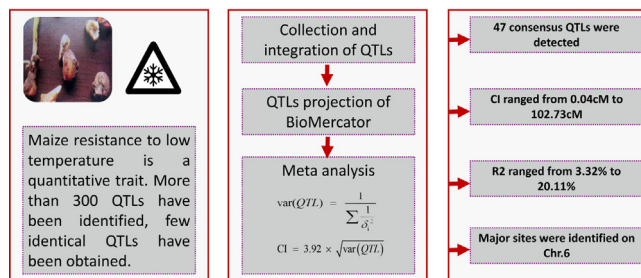 Maize resistance to low
temperature is a
quantitative trait. More
than 300 QTLs have
been identified, few
identical QTLs have
been obtained.
Collection and
integration of QTLs
QTLs projection of
BioMercator
Meta analysis
var(QTL) = 1 / ∑ 1/δᵢ²
CI = 3.92 × √var(QTL)
47 consensus QTLs were
detected
CI ranged from 0.04cM to
102.73cM
R2 ranged from 3.32% to
20.11%
Major sites were identified on
Chr.6